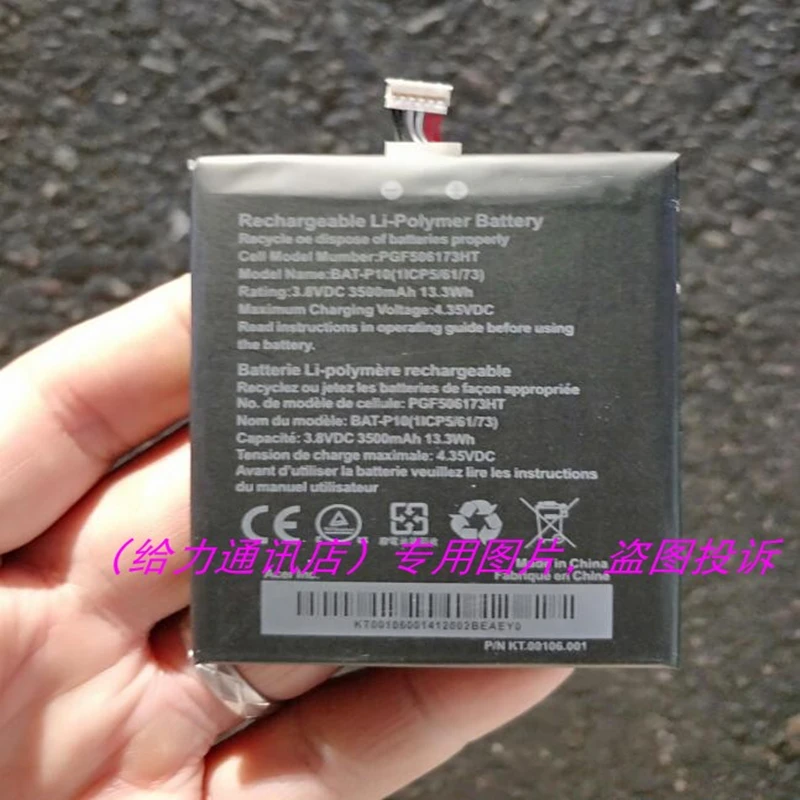 Rechargeable Li-Polymer Battery
Recycle oe dispose of batteries properly
Cell Model Mumber:PGF506173HT
Model Name:BAT-P10(1ICP5/61/73)
Rating:3.8VDC 3500mAh 13.3Wh
Maximum Charging Voltage:4.35VDC
Read instructions in operating guide before using
the battery.
Batterie Li-polymère rechargeable
Recyclez ou jetez les batteries de façon appropriée
No. de modèle de cellule: PGF506173HT
Nom du modèle: BAT-P10(1ICP5/61/73)
Capacité: 3.8VDC 3500mAh 13.3Wh
Tension de charge maximale: 4.35VDC
Avant d'utiliser la batterie veuillez lire les instructions
du manuel utilisateur
CE
(给力通讯店)专用图片,盗图投诉
Made in China
Acer Inc.
Fabriqué en Chine
KT00106001412002BEAEY0
P/N KT.00106.001